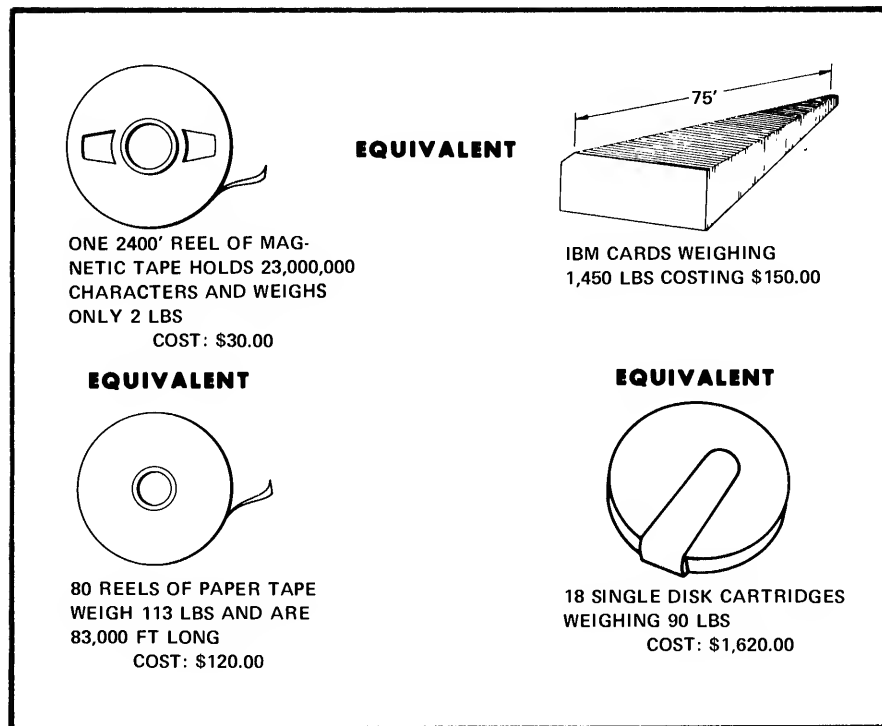 75'
EQUIVALENT
ONE 2400' REEL OF MAG-
NETIC TAPE HOLDS 23,000,000
CHARACTERS AND WEIGHS
ONLY 2 LBS
COST: $30.00
IBM CARDS WEIGHING
1,450 LBS COSTING $150.00
EQUIVALENT
80 REELS OF PAPER TAPE
WEIGH 113 LBS AND ARE
83,000 FT LONG
COST: $120.00
EQUIVALENT
18 SINGLE DISK CARTRIDGES
WEIGHING 90 LBS
COST: $1,620.00